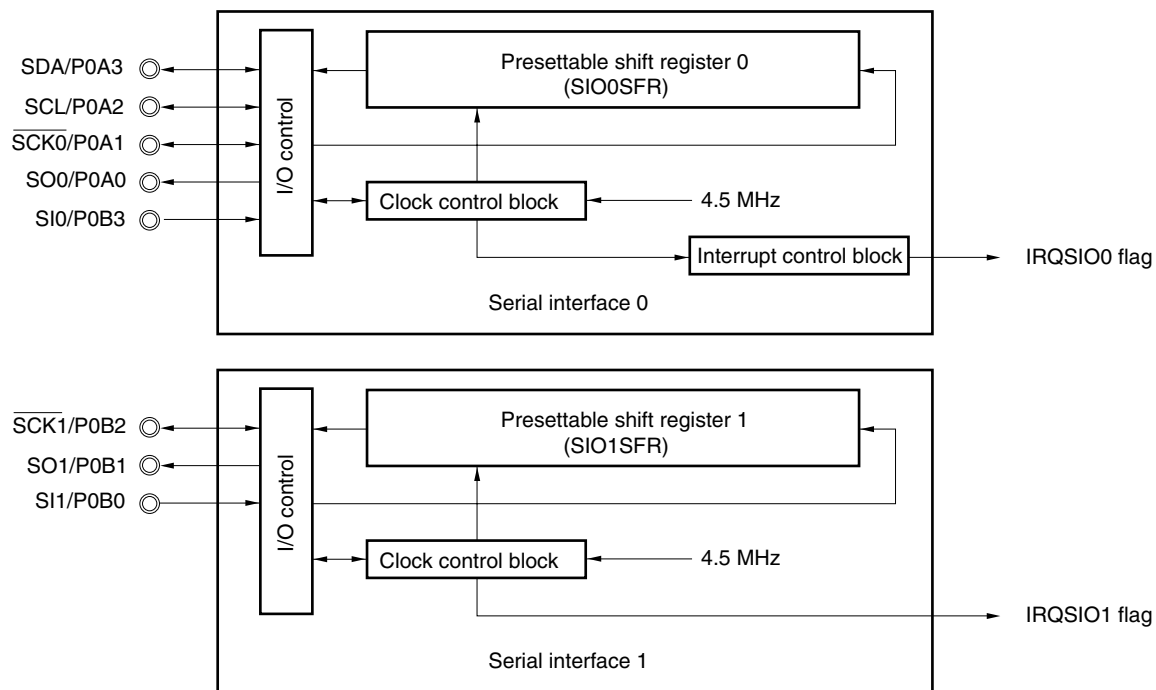 SDA/P0A3
SCL/P0A2
S̅C̅K̅0̅/P0A1
SO0/P0A0
SI0/P0B3
I/O control
Presettable shift register 0
(SIO0SFR)
Clock control block
4.5 MHz
Interrupt control block
IRQSIO0 flag
Serial interface 0
S̅C̅K̅1̅/P0B2
SO1/P0B1
SI1/P0B0
I/O control
Presettable shift register 1
(SIO1SFR)
Clock control block
4.5 MHz
IRQSIO1 flag
Serial interface 1